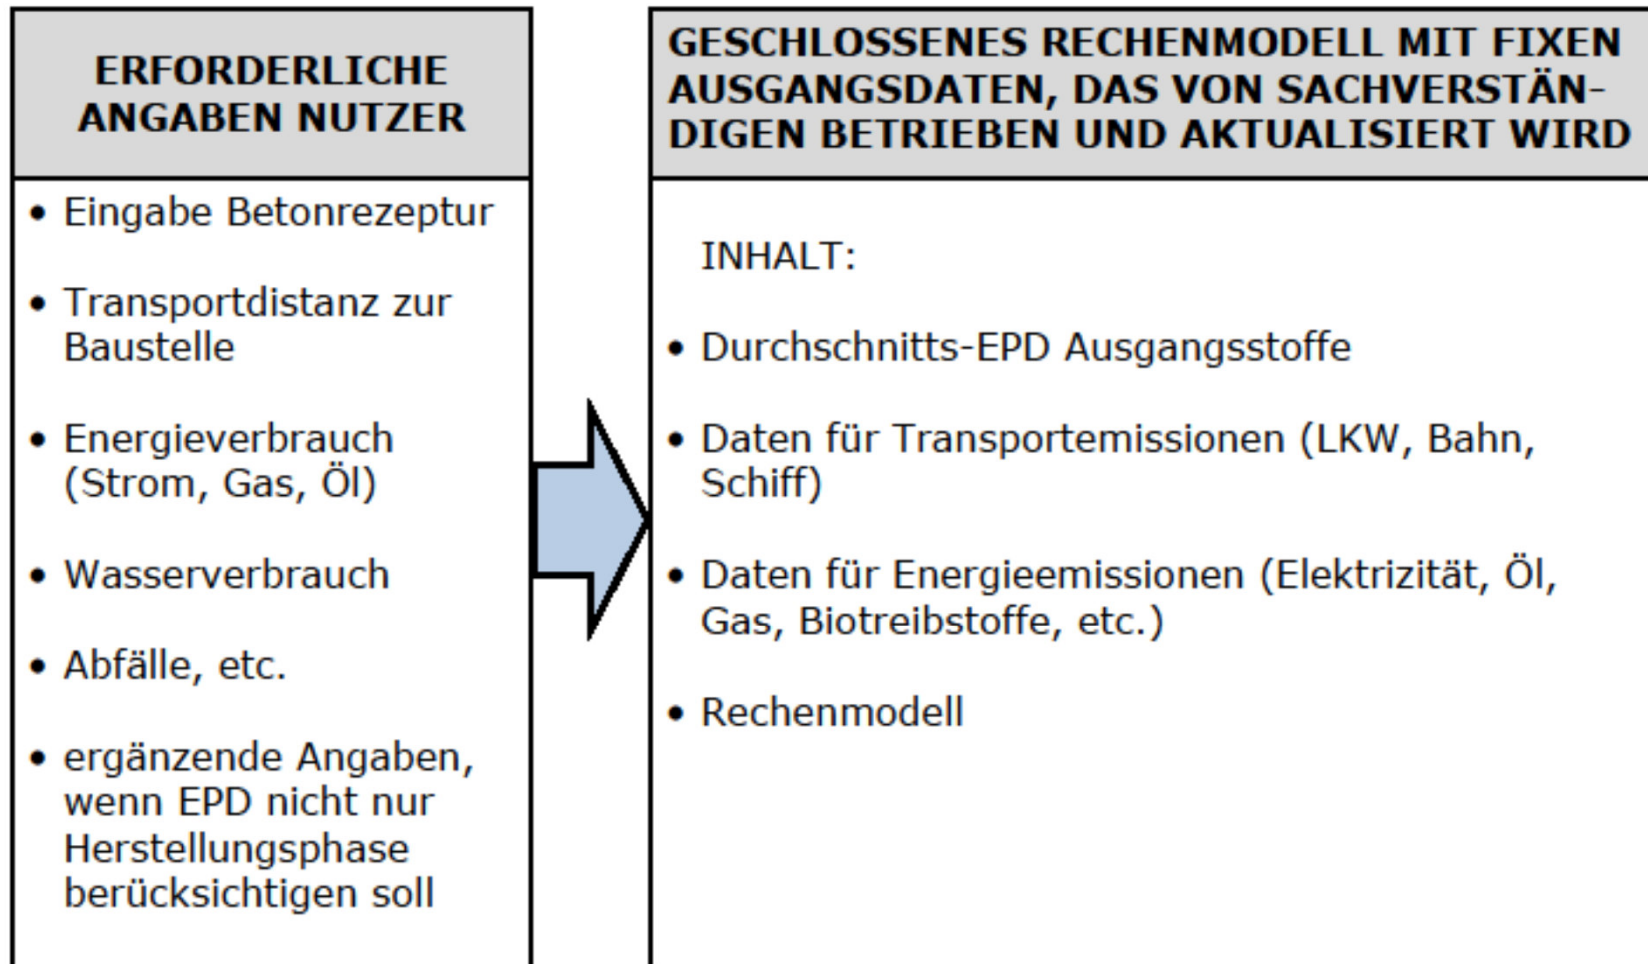 ERFORDERLICHE
ANGABEN NUTZER
• Eingabe Betonrezeptur
• Transportdistanz zur
Baustelle
• Energieverbrauch
(Strom, Gas, Öl)
• Wasserverbrauch
• Abfälle, etc.
• ergänzende Angaben,
wenn EPD nicht nur
Herstellungsphase
berücksichtigen soll
GESCHLOSSENES RECHENMODELL MIT FIXEN
AUSGANGSDATEN, DAS VON SACHVERSTÄN-
DIGEN BETRIEBEN UND AKTUALISIERT WIRD
INHALT:
• Durchschnitts-EPD Ausgangsstoffe
• Daten für Transportemissionen (LKW, Bahn,
Schiff)
• Daten für Energieemissionen (Elektrizität, Öl,
Gas, Biotreibstoffe, etc.)
• Rechenmodell